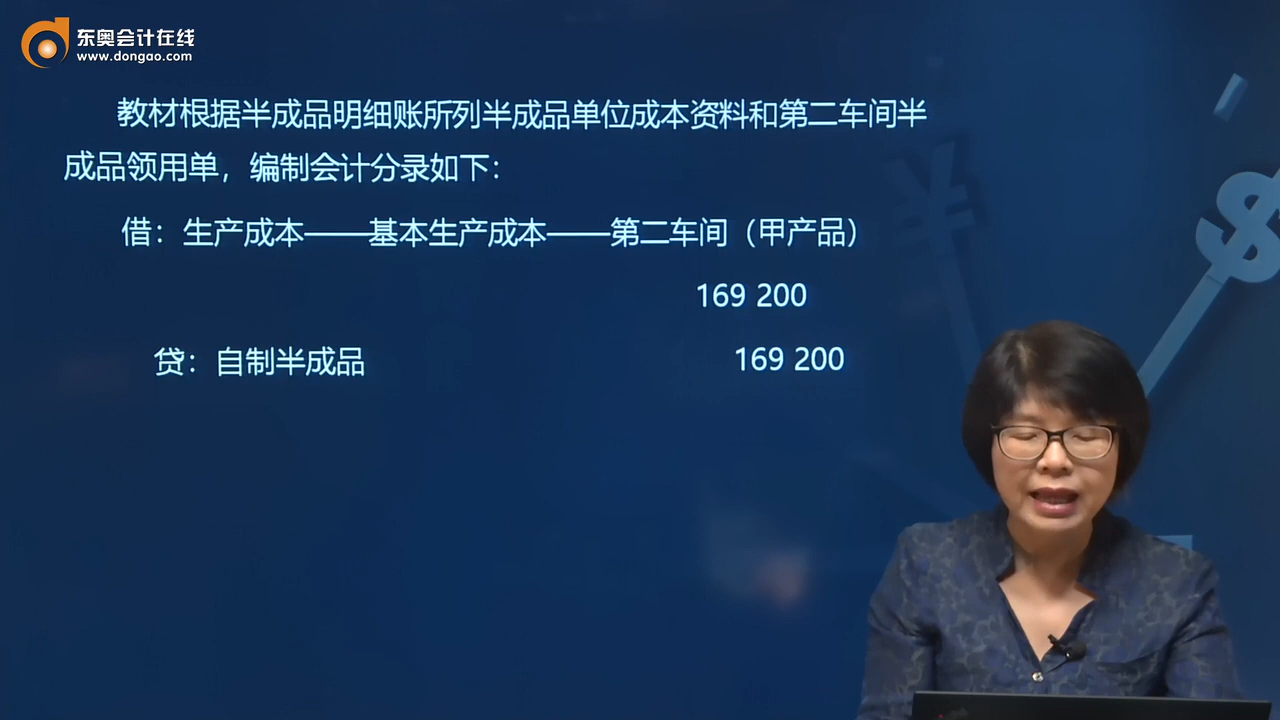 东奥会计在线
www.dongao.com
教材根据半成品明细账所列半成品单位成本资料和第二车间半
成品领用单，编制会计分录如下：
借：生产成本——基本生产成本——第二车间（甲产品）
169 200
贷：自制半成品 169 200